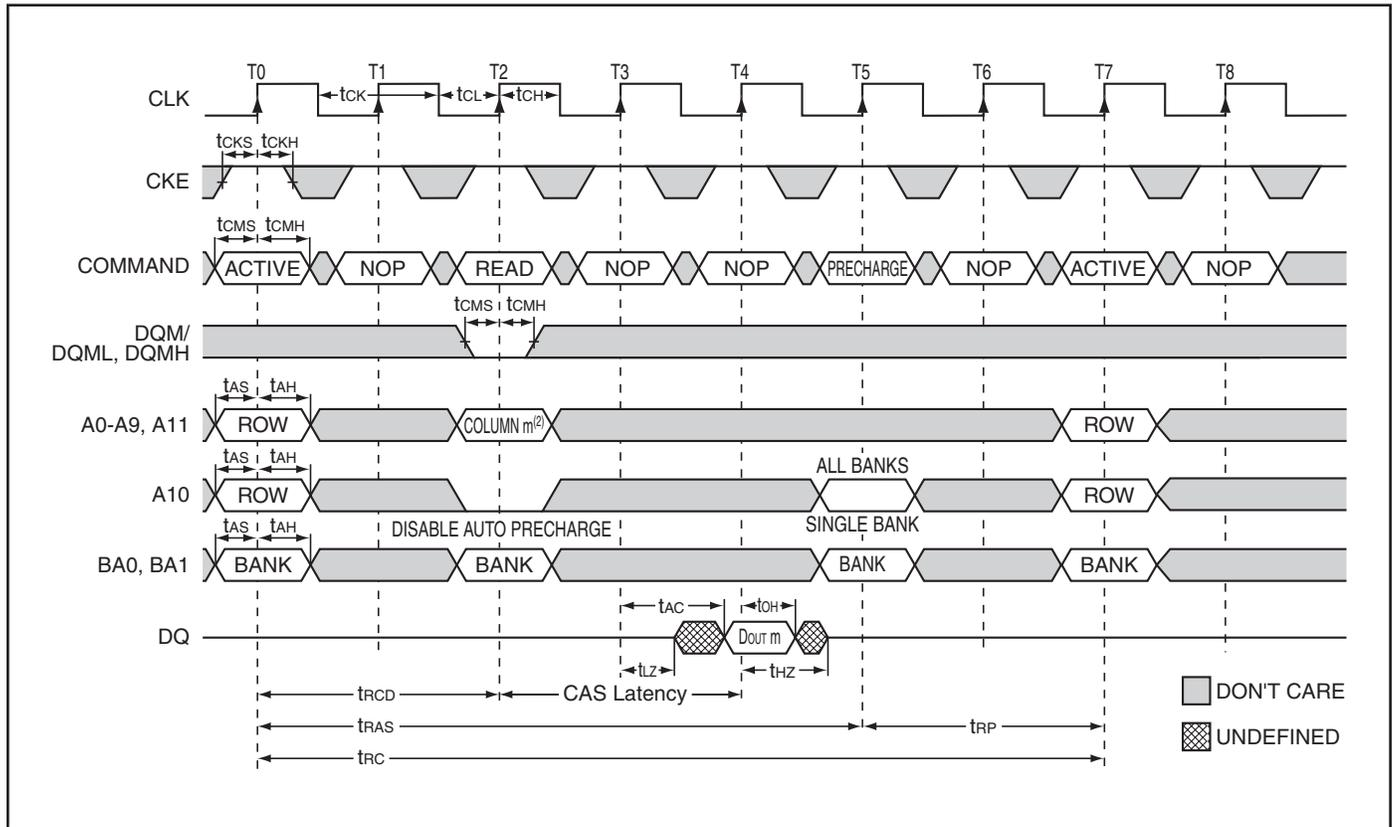 T0 T1 T2 T3 T4 T5 T6 T7 T8
CLK
tCK tCL tCH
tCKS tCKH
CKE
tCMS tCMH
COMMAND ACTIVE NOP READ NOP NOP PRECHARGE NOP ACTIVE NOP
tCMS tCMH
DQM/
DQML, DQMH
tAS tAH
A0-A9, A11 ROW COLUMN m(2) ROW
tAS tAH
ALL BANKS
A10 ROW ROW
DISABLE AUTO PRECHARGE SINGLE BANK
tAS tAH
BA0, BA1 BANK BANK BANK BANK
tAC tOH
DQ DOUT m
tLZ tHZ
tRCD CAS Latency
tRAS tRP
tRC
DON'T CARE
UNDEFINED